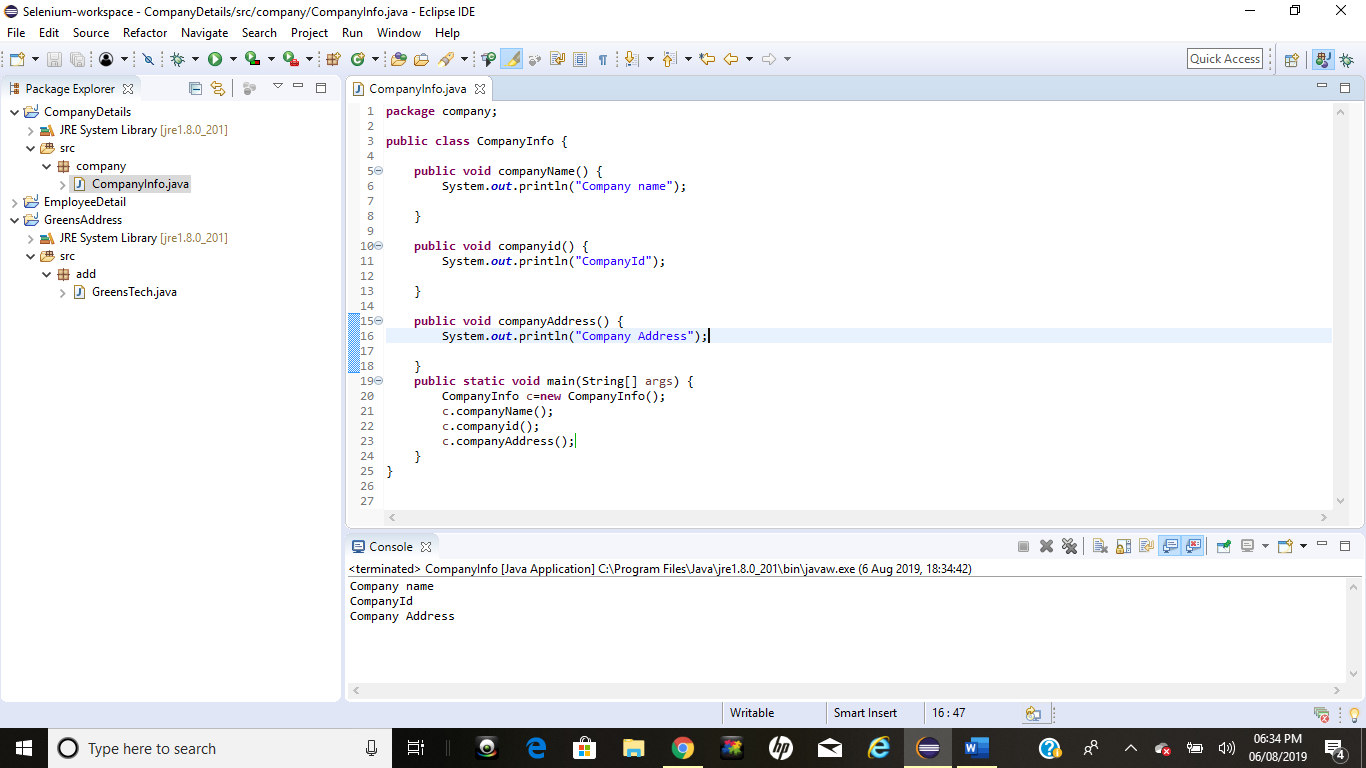 Selenium-workspace - CompanyDetails/src/company/CompanyInfo.java - Eclipse IDE
File Edit Source Refactor Navigate Search Project Run Window Help
Quick Access
Package Explorer
CompanyDetails
JRE System Library [jre1.8.0_201]
src
company
CompanyInfo.java
EmployeeDetail
GreensAddress
JRE System Library [jre1.8.0_201]
src
add
GreensTech.java
CompanyInfo.java
1 package company;
2
3 public class CompanyInfo {
4
5 public void companyName() {
6 System.out.println("Company name");
7
8 }
9
10 public void companyid() {
11 System.out.println("CompanyId");
12
13 }
14
15 public void companyAddress() {
16 System.out.println("Company Address");
17
18 }
19 public static void main(String[] args) {
20 CompanyInfo c=new CompanyInfo();
21 c.companyName();
22 c.companyid();
23 c.companyAddress();
24 }
25 }
26
27
Console
<terminated> CompanyInfo [Java Application] C:\Program Files\Java\jre1.8.0_201\bin\javaw.exe (6 Aug 2019, 18:34:42)
Company name
CompanyId
Company Address
Writable Smart Insert 16 : 47
Type here to search
06:34 PM
06/08/2019
4